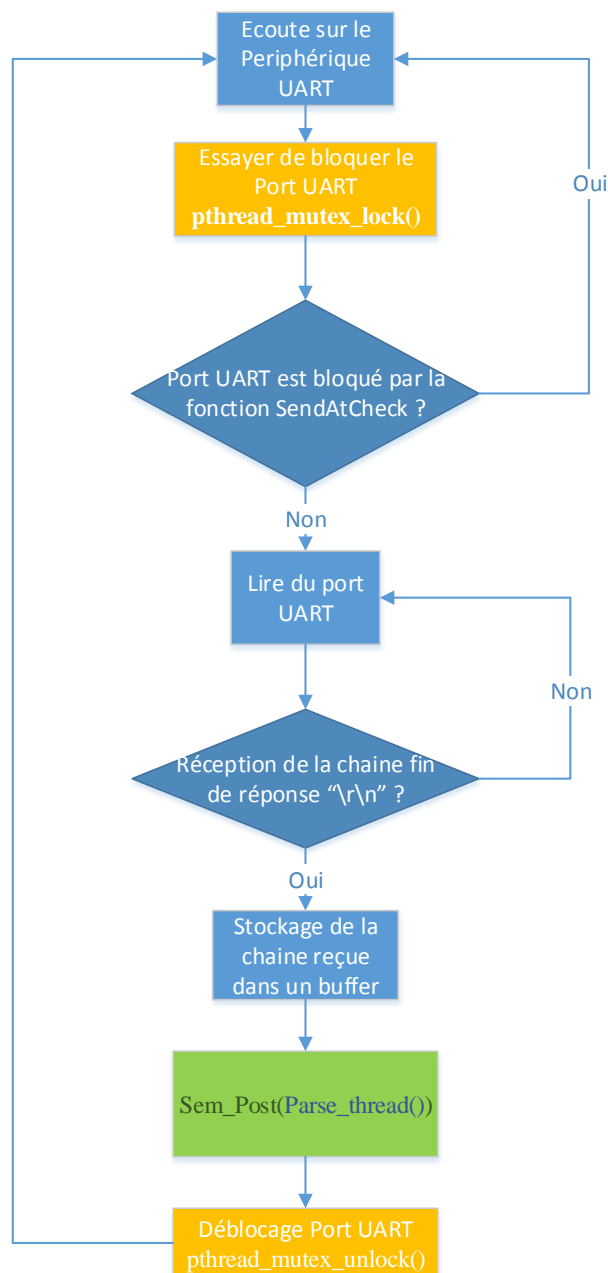 Ecoute sur le
Periphérique
UART
Essayer de bloquer le
Port UART
pthread_mutex_lock()
Oui
Port UART est bloqué par la
fonction SendAtCheck ?
Non
Lire du port
UART
Non
Réception de la chaine fin
de réponse “\r\n” ?
Oui
Stockage de la
chaine reçue
dans un buffer
Sem_Post(Parse_thread())
Déblocage Port UART
pthread_mutex_unlock()